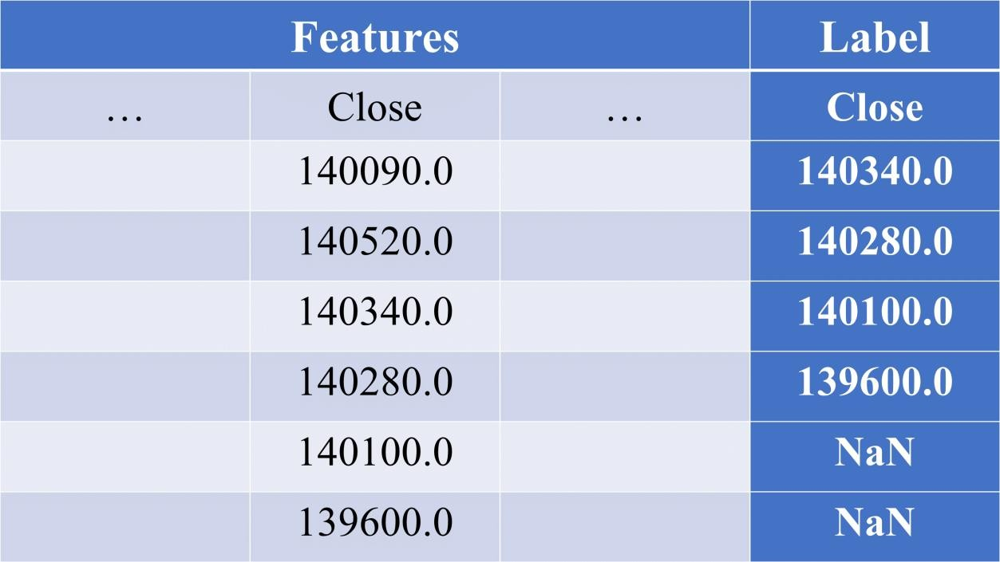 Features Label
… Close … Close
140090.0 140340.0
140520.0 140280.0
140340.0 140100.0
140280.0 139600.0
140100.0 NaN
139600.0 NaN